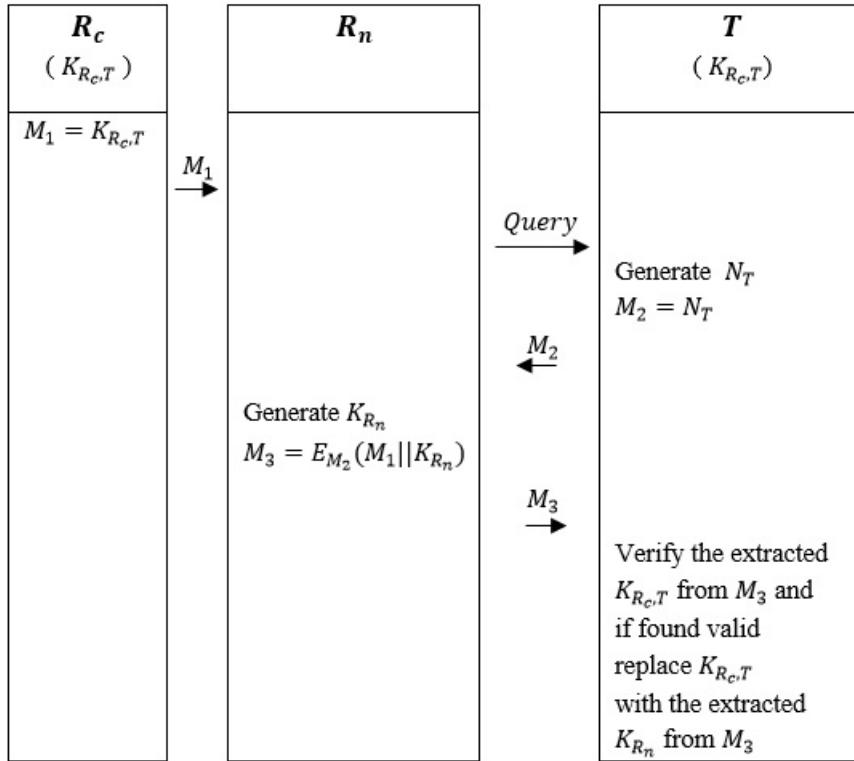 R_c
( K_{R_c,T} )
R_n
T
( K_{R_c,T})
M_1 = K_{R_c,T}
M_1
Query
Generate N_T
M_2 = N_T
M_2
Generate K_{R_n}
M_3 = E_{M_2}(M_1||K_{R_n})
M_3
Verify the extracted
K_{R_c,T} from M_3 and
if found valid
replace K_{R_c,T}
with the extracted
K_{R_n} from M_3